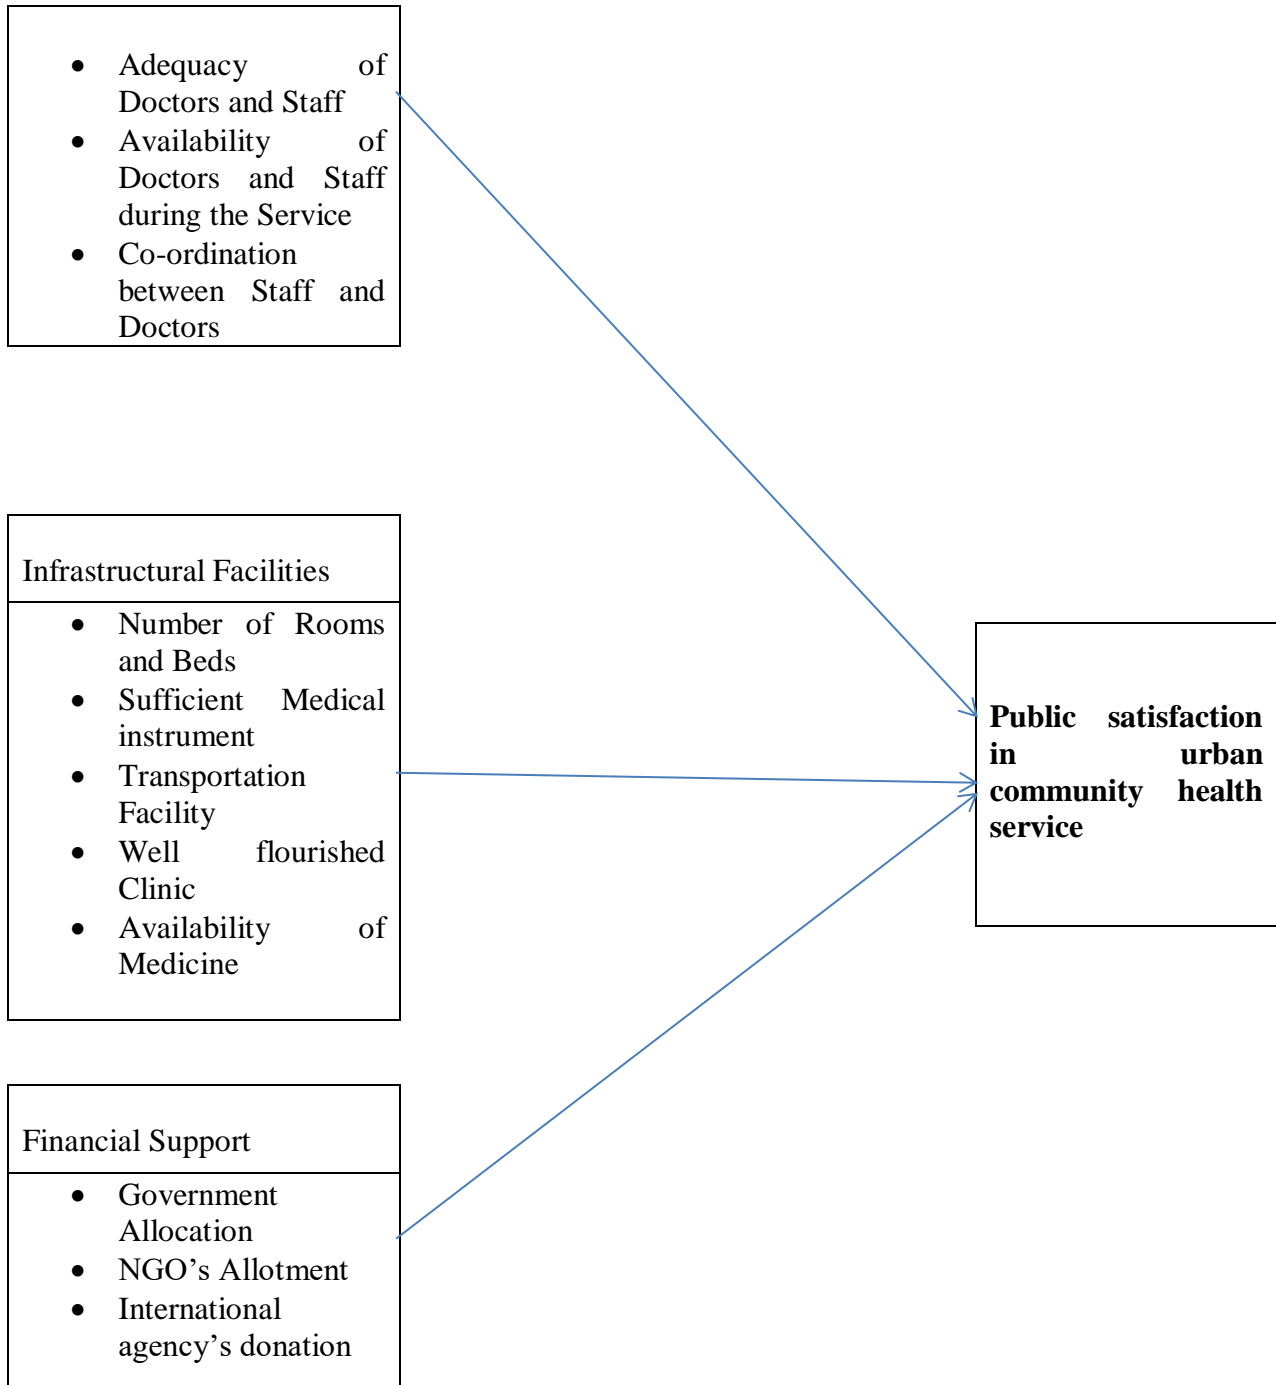 • Adequacy of
Doctors and Staff
• Availability of
Doctors and Staff
during the Service
• Co-ordination
between Staff and
Doctors
Infrastructural Facilities
• Number of Rooms
and Beds
• Sufficient Medical
instrument
• Transportation
Facility
• Well flourished
Clinic
• Availability of
Medicine
Public satisfaction
in urban
community health
service
Financial Support
• Government
Allocation
• NGO’s Allotment
• International
agency’s donation